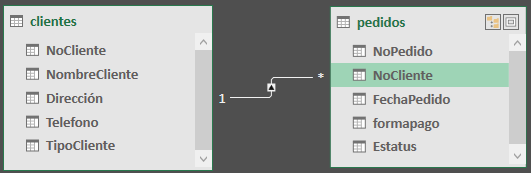 clientes
NoCliente
NombreCliente
Dirección
Telefono
TipoCliente
1
*
pedidos
NoPedido
NoCliente
FechaPedido
formapago
Estatus